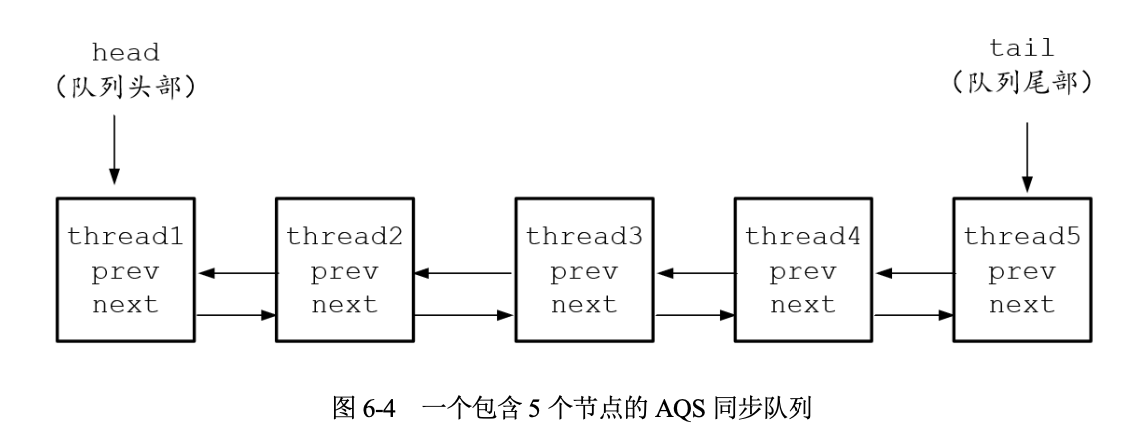 head
（队列头部）
tail
（队列尾部）
thread1
prev
next
thread2
prev
next
thread3
prev
next
thread4
prev
next
thread5
prev
next
图 6-4 一个包含 5 个节点的 AQS 同步队列